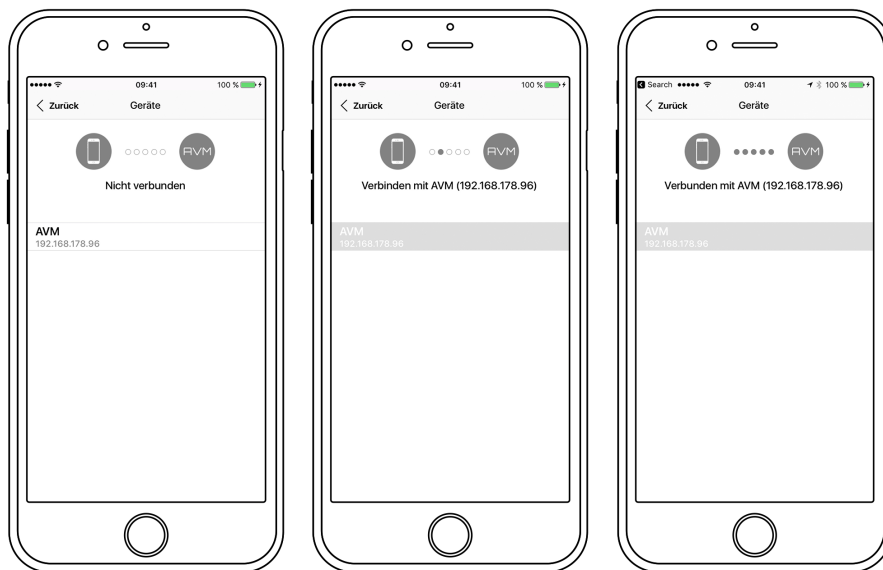 09:41 100 %
Zurück Geräte
AVM
Nicht verbunden
AVM
192.168.178.96
09:41 100 %
Zurück Geräte
AVM
Verbinden mit AVM (192.168.178.96)
AVM
192.168.178.96
Search 09:41 100 %
Zurück Geräte
AVM
Verbunden mit AVM (192.168.178.96)
AVM
192.168.178.96